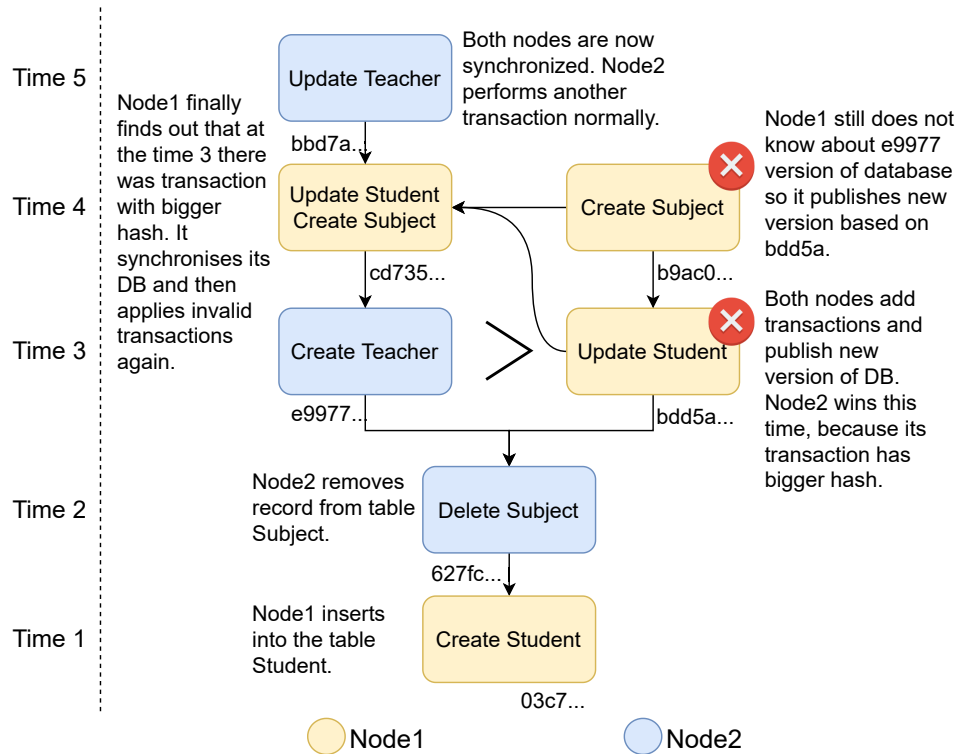 Time 5
Update Teacher
Both nodes are now
synchronized. Node2
performs another
transaction normally.
bbd7a...
Node1 finally
finds out that at
the time 3 there
was transaction
with bigger
hash. It
synchronises its
DB and then
applies invalid
transactions
again.
Time 4
Update Student
Create Subject
Create Subject
Node1 still does not
know about e9977
version of database
so it publishes new
version based on
bdd5a.
cd735...
b9ac0...
Time 3
Create Teacher
>
Update Student
Both nodes add
transactions and
publish new
version of DB.
Node2 wins this
time, because its
transaction has
bigger hash.
e9977...
bdd5a...
Time 2
Node2 removes
record from table
Subject.
Delete Subject
627fc...
Time 1
Node1 inserts
into the table
Student.
Create Student
03c7...
Node1
Node2